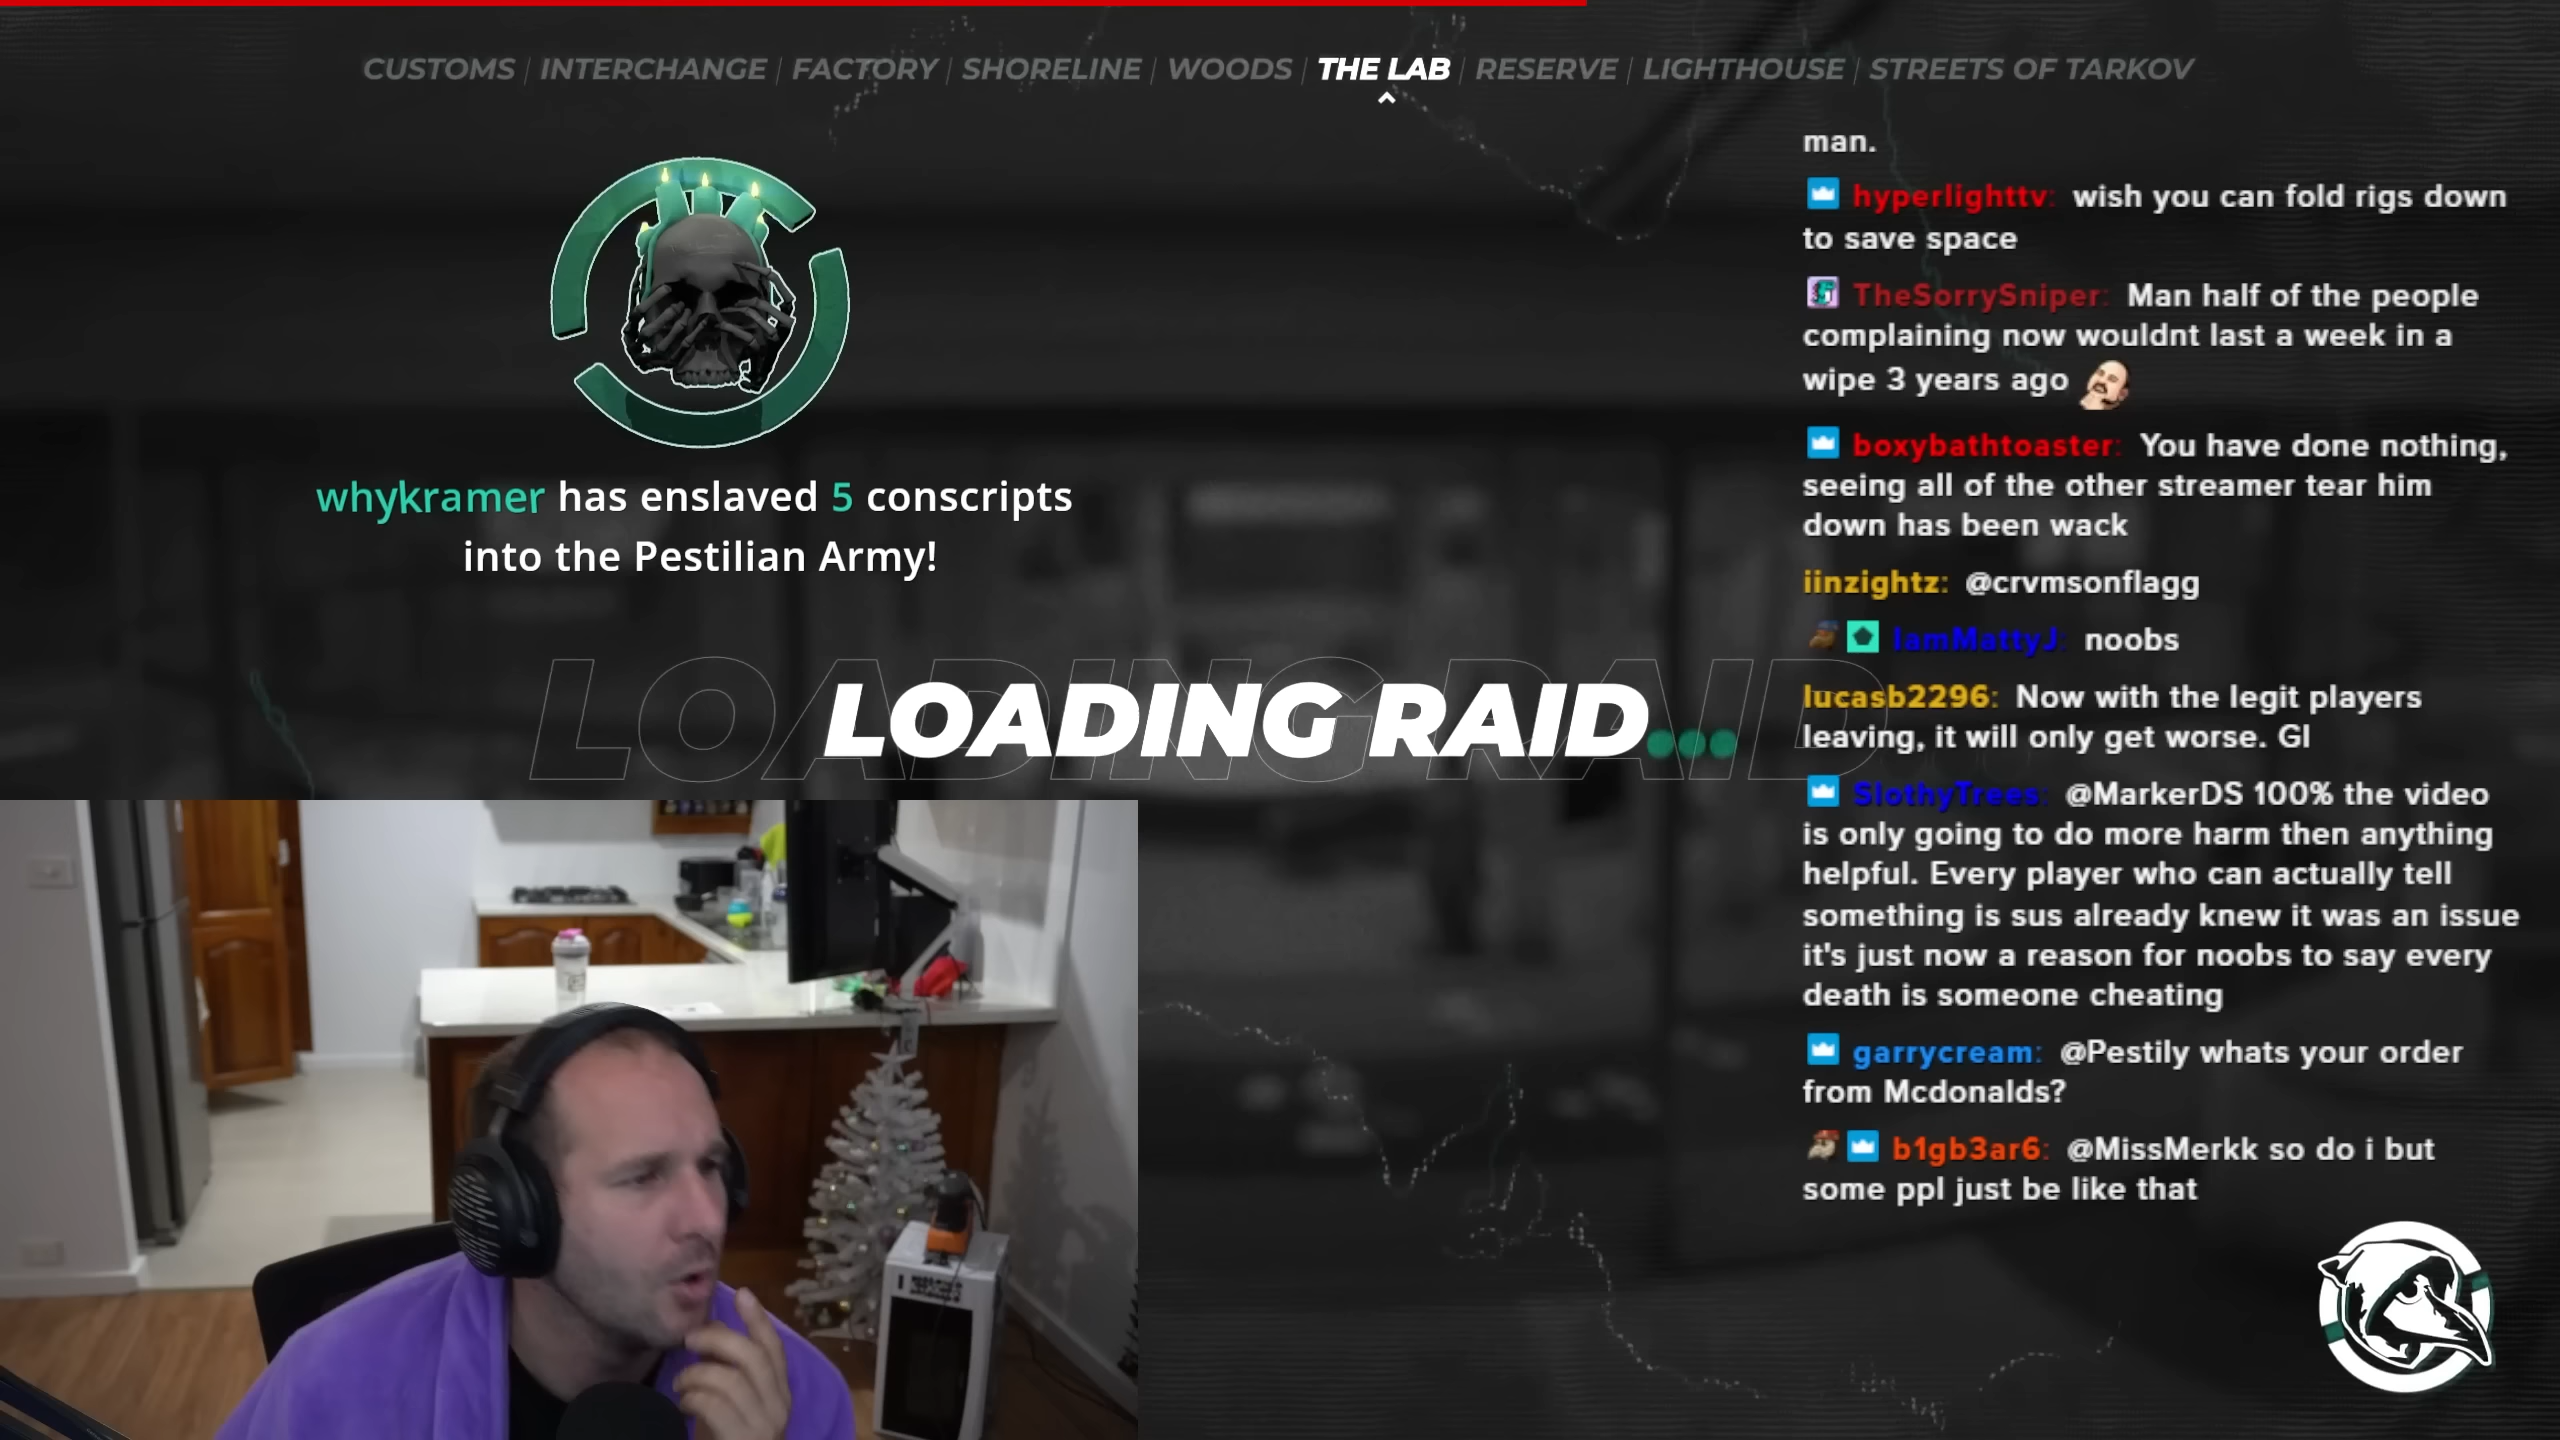 CUSTOMS | INTERCHANGE | FACTORY | SHORELINE | WOODS | THE LAB | RESERVE | LIGHTHOUSE | STREETS OF TARKOV
whykramer has enslaved 5 conscripts
into the Pestilian Army!
LOADING RAID
LOADING RAID...
man.
hyperlighttv: wish you can fold rigs down
to save space
TheSorrySniper: Man half of the people
complaining now wouldnt last a week in a
wipe 3 years ago
boxybathtoaster: You have done nothing,
seeing all of the other streamer tear him
down has been wack
iinzightz: @crvmsonflagg
IamMattyJ: noobs
lucasb2296: Now with the legit players
leaving, it will only get worse. Gl
SlothyTrees: @MarkerDS 100% the video
is only going to do more harm then anything
helpful. Every player who can actually tell
something is sus already knew it was an issue
it's just now a reason for noobs to say every
death is someone cheating
garrycream: @Pestily whats your order
from Mcdonalds?
b1gb3ar6: @MissMerkk so do i but
some ppl just be like that